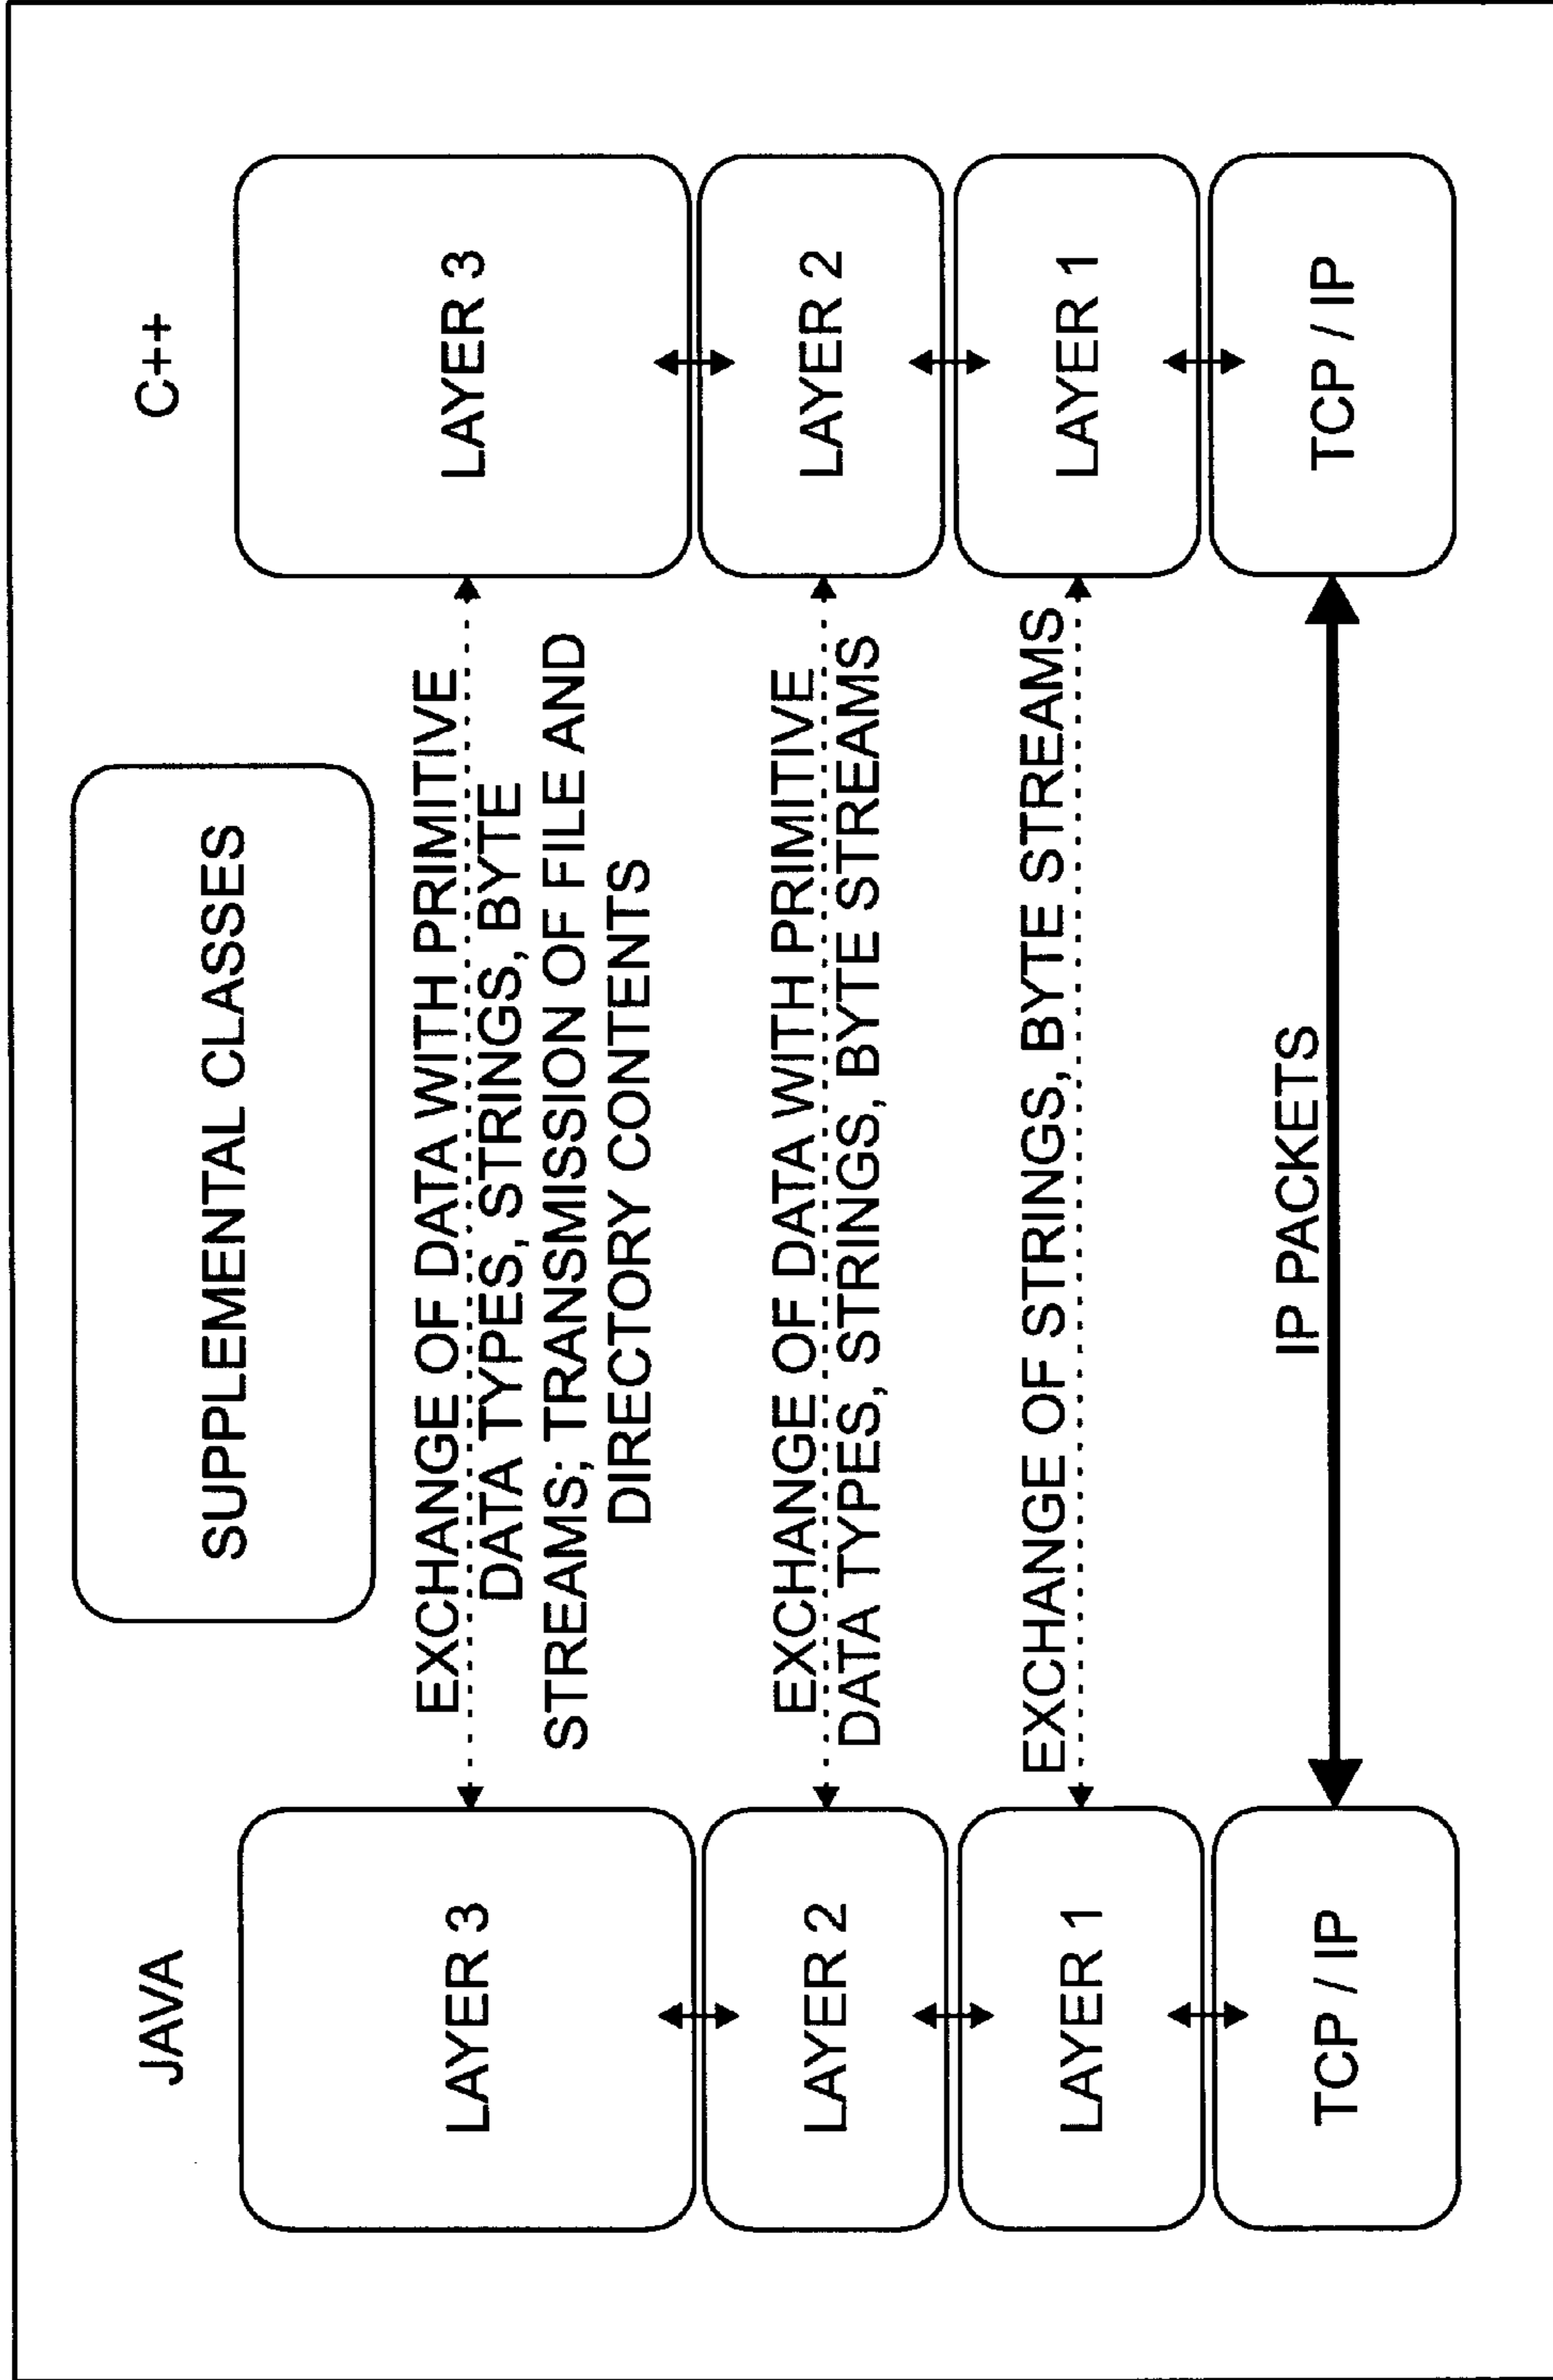 SUPPLEMENTAL CLASSES
JAVA
C++
LAYER 3
EXCHANGE OF DATA WITH PRIMITIVE
DATA TYPES, STRINGS, BYTE
STREAMS; TRANSMISSION OF FILE AND
DIRECTORY CONTENTS
LAYER 3
LAYER 2
EXCHANGE OF DATA WITH PRIMITIVE
DATA TYPES, STRINGS, BYTE STREAMS
LAYER 2
LAYER 1
EXCHANGE OF STRINGS, BYTE STREAMS
LAYER 1
TCP / IP
IP PACKETS
TCP / IP